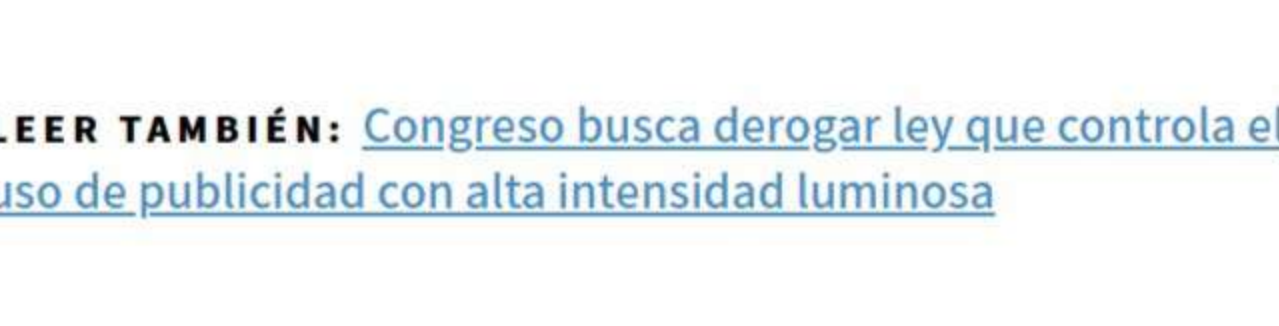 LEER TAMBIÉN: Congreso busca derogar ley que controla el
uso de publicidad con alta intensidad luminosa